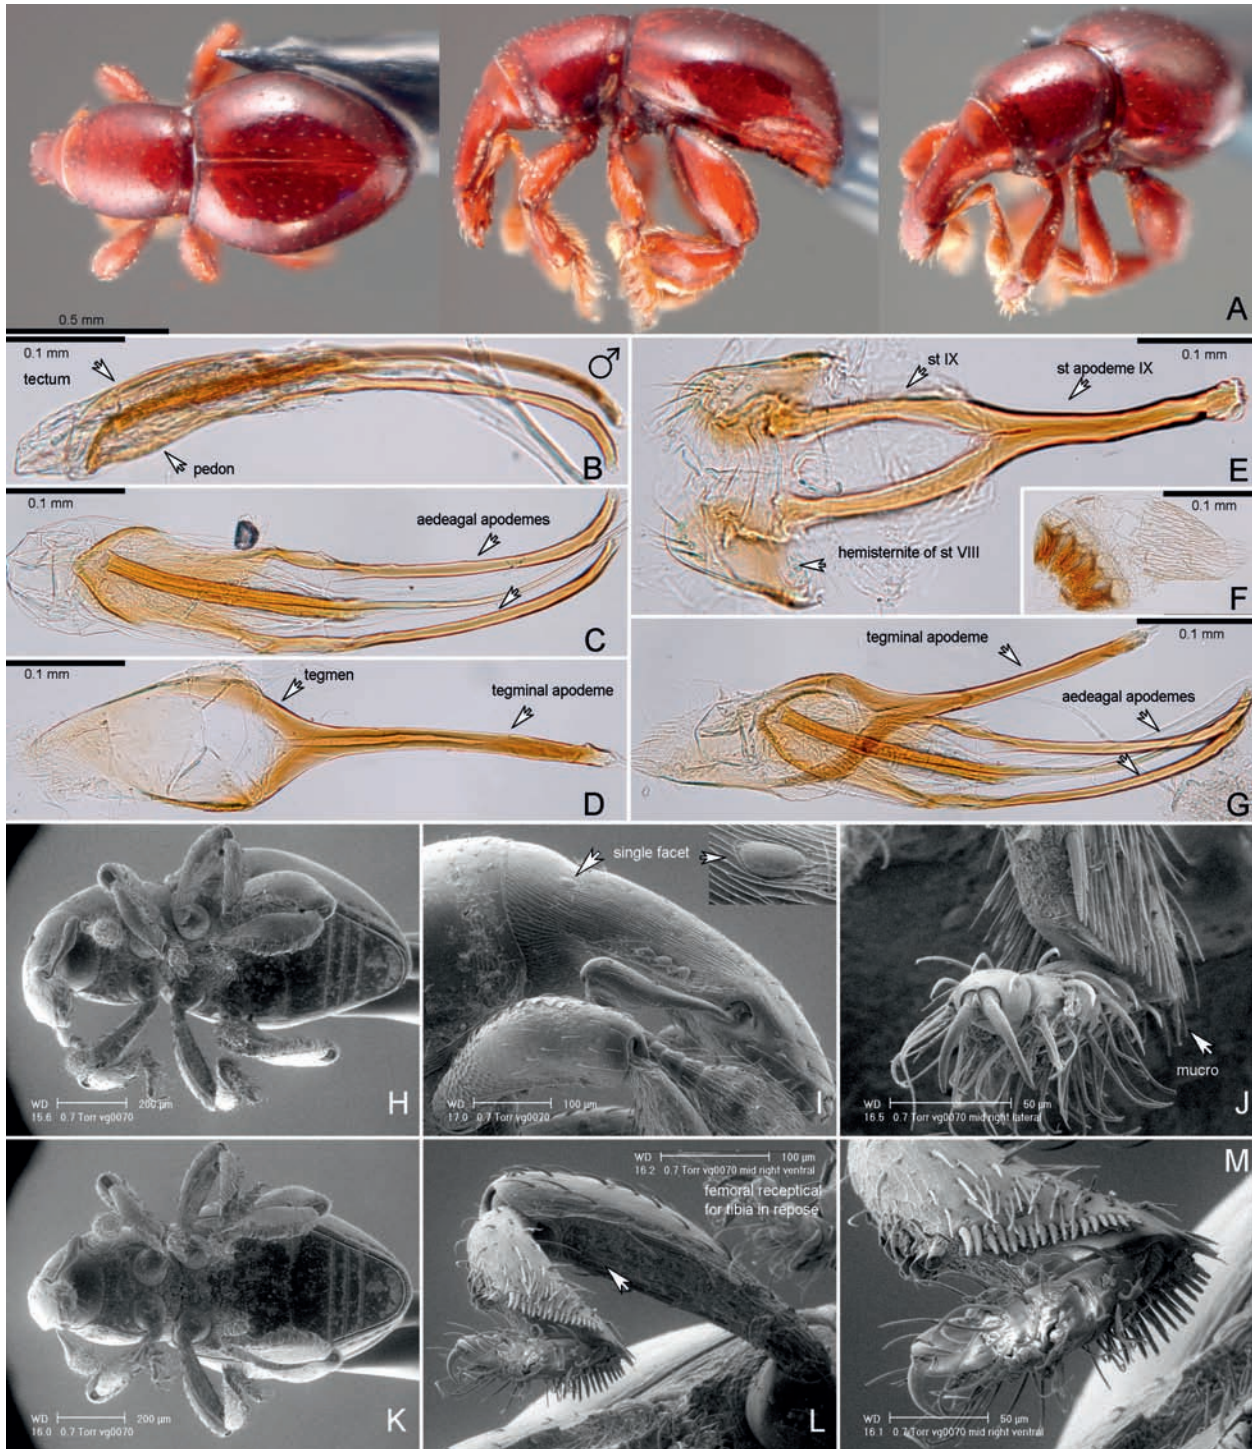 A
0.5 mm
0.1 mm
tectum
♂
pedon
B
0.1 mm
aedeagal apodemes
C
0.1 mm
tegmen
tegminal apodeme
D
0.1 mm
st IX
st apodeme IX
E
hemisternite of st VIII
0.1 mm
F
0.1 mm
tegminal apodeme
aedeagal apodemes
G
WD 200 µm
15.6 0.7 Torr vg0070
H
single facet
WD 100 µm
17.0 0.7 Torr vg0070
I
mucro
WD 50 µm
16.5 0.7 Torr vg0070 mid right lateral
J
WD 200 µm
16.0 0.7 Torr vg0070
K
WD 100 µm
16.2 0.7 Torr vg0070 mid right ventral
femoral receptical
for tibia in repose
L
M
WD 50 µm
16.1 0.7 Torr vg0070 mid right ventral